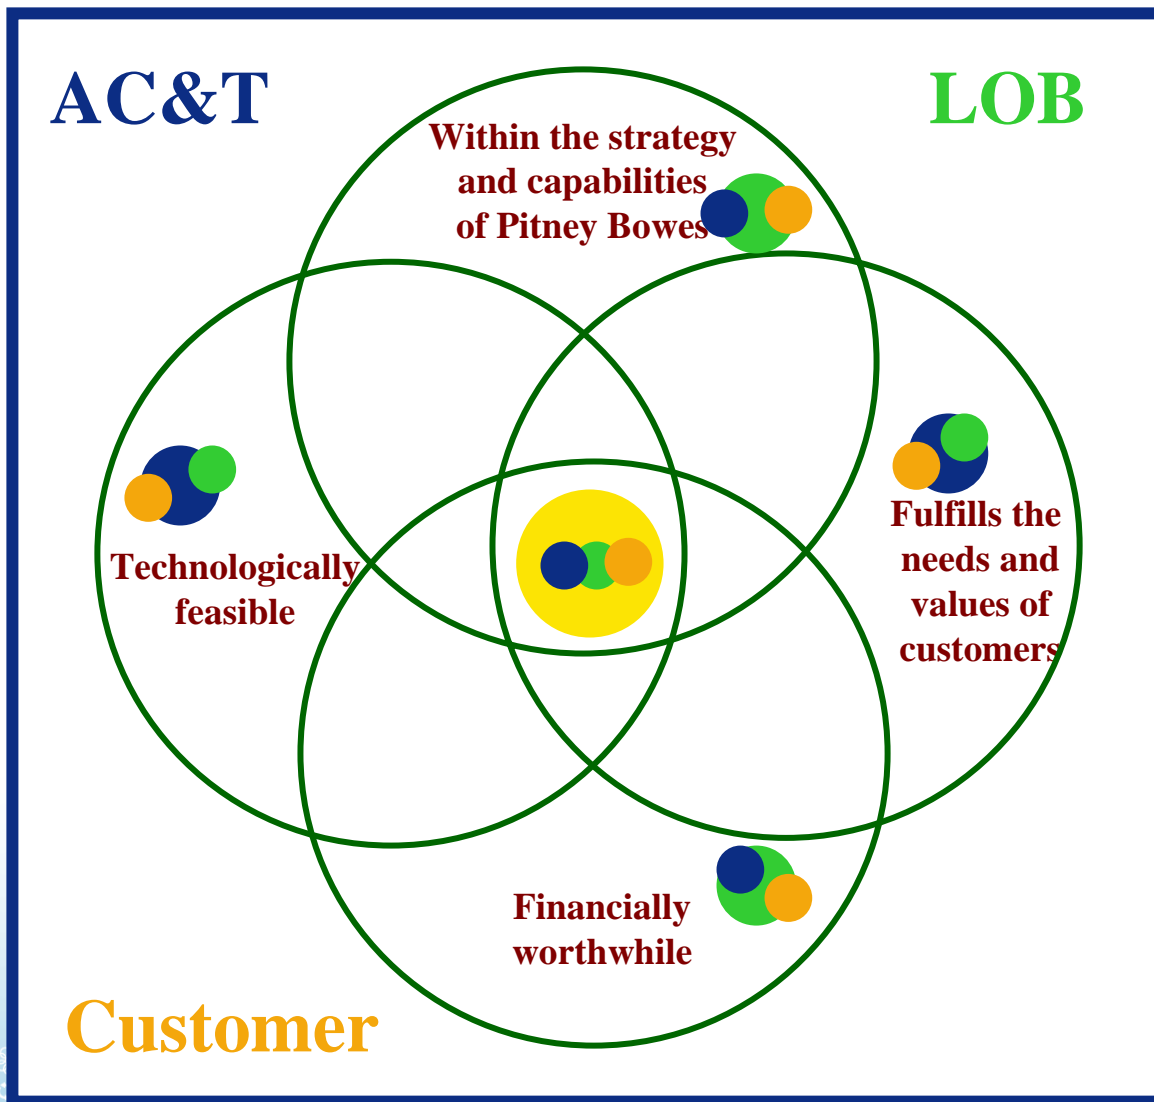 AC&T
LOB
Within the strategy
and capabilities
of Pitney Bowes
Technologically
feasible
Fulfills the
needs and
values of
customers
Financially
worthwhile
Customer